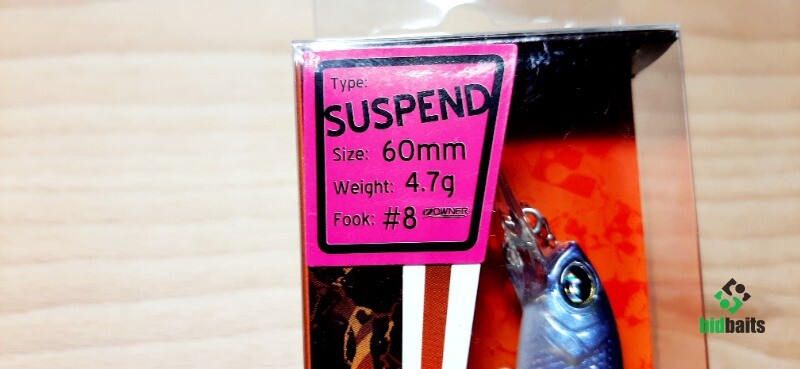 Type:
SUSPEND
Size: 60mm
Weight: 4.7g
Fook: #8 OWNER
bidbaits